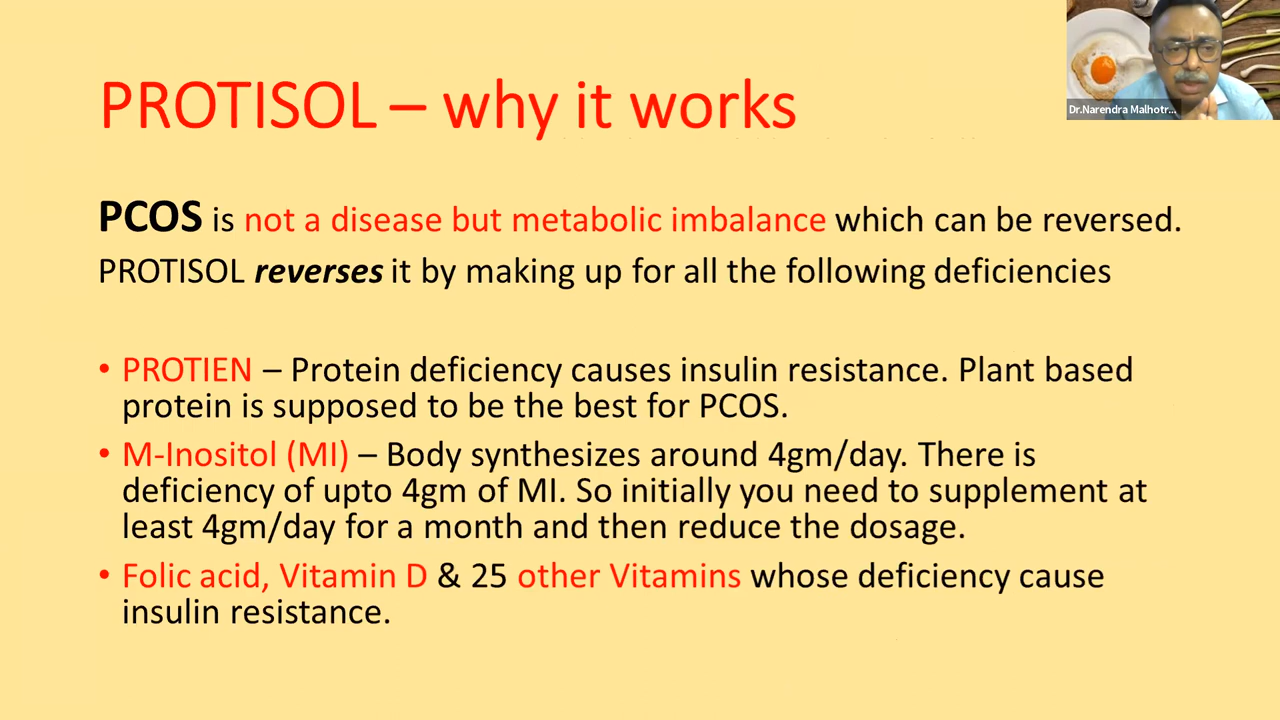 PROTISOL – why it works
Dr.Narendra Malhotr...
PCOS is not a disease but metabolic imbalance which can be reversed.
PROTISOL reverses it by making up for all the following deficiencies
• PROTIEN – Protein deficiency causes insulin resistance. Plant based
protein is supposed to be the best for PCOS.
• M-Inositol (MI) – Body synthesizes around 4gm/day. There is
deficiency of upto 4gm of MI. So initially you need to supplement at
least 4gm/day for a month and then reduce the dosage.
• Folic acid, Vitamin D & 25 other Vitamins whose deficiency cause
insulin resistance.